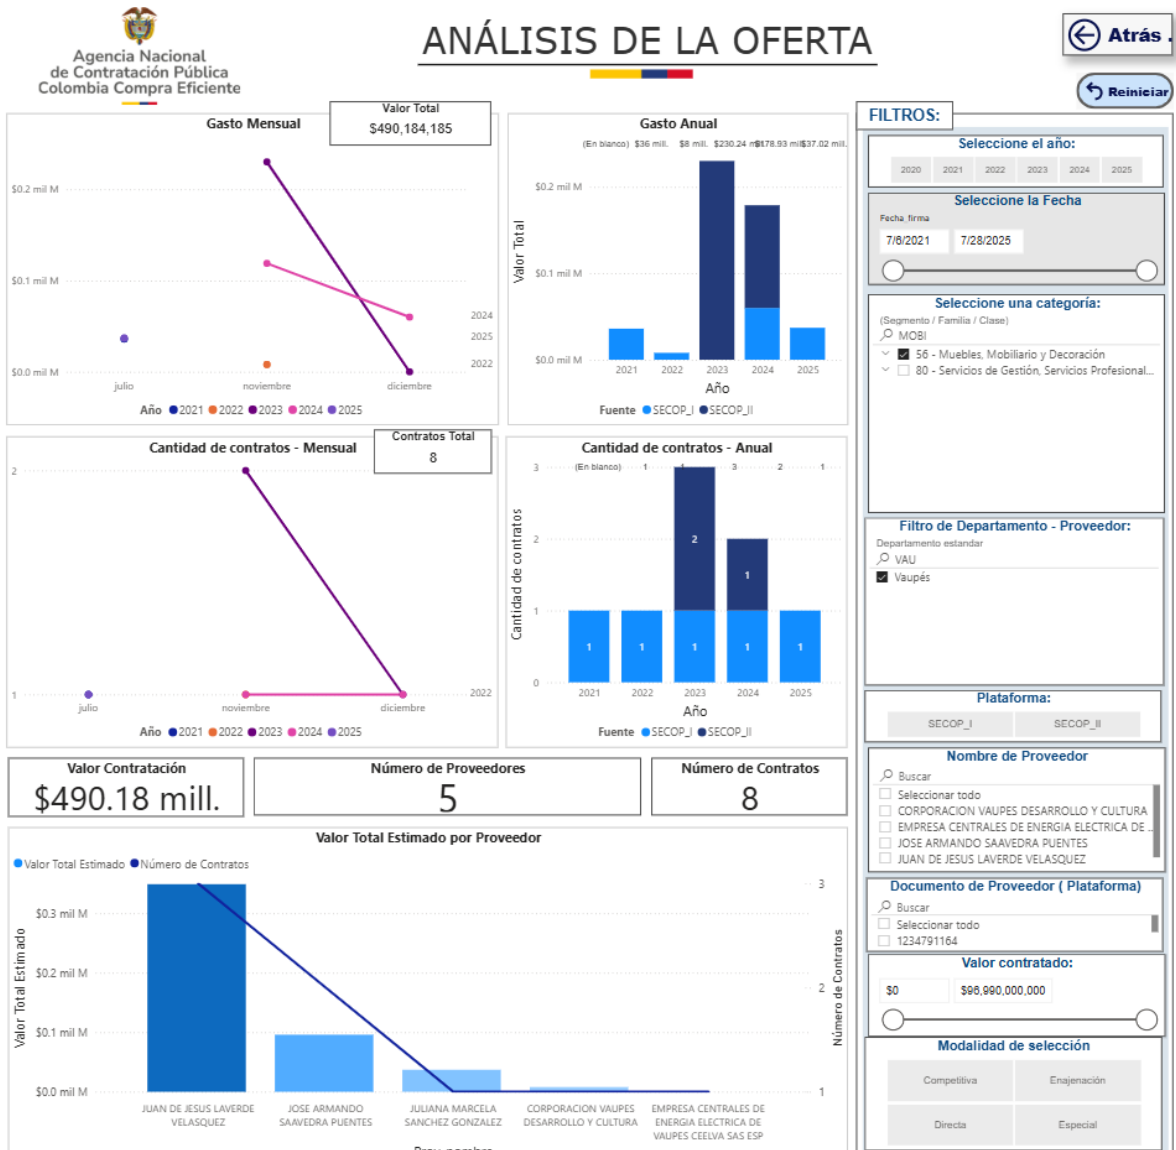 Agencia Nacional
de Contratación Pública
Colombia Compra Eficiente
ANÁLISIS DE LA OFERTA
Atrás .
Reiniciar
Gasto Mensual
Valor Total
$490,184,185
$0.2 mil M
$0.1 mil M
$0.0 mil M
2024
2025
2022
julio
noviembre
diciembre
Año 2021 2022 2023 2024 2025
Gasto Anual
(En blanco) $36 mill. $8 mill. $230.24 mill. $178.93 mill. $37.02 mill.
Valor Total
$0.2 mil M
$0.1 mil M
$0.0 mil M
2021 2022 2023 2024 2025
Año
Fuente SECOP_I SECOP_II
Cantidad de contratos - Mensual
Contratos Total
8
2
1
2022
julio
noviembre
diciembre
Año 2021 2022 2023 2024 2025
Cantidad de contratos - Anual
(En blanco) 1 1 3 2 1
Cantidad de contratos
3
2
1
0
2
1
1 1 1 1 1
2021 2022 2023 2024 2025
Año
Fuente SECOP_I SECOP_II
Valor Contratación
$490.18 mill.
Número de Proveedores
5
Número de Contratos
8
Valor Total Estimado por Proveedor
Valor Total Estimado Número de Contratos
Valor Total Estimado
$0.3 mil M
$0.2 mil M
$0.1 mil M
$0.0 mil M
3
2
1
Número de Contratos
JUAN DE JESUS LAVERDE
VELASQUEZ
JOSE ARMANDO
SAAVEDRA PUENTES
JULIANA MARCELA
SANCHEZ GONZALEZ
CORPORACION VAUPES
DESARROLLO Y CULTURA
EMPRESA CENTRALES DE
ENERGIA ELECTRICA DE
VAUPES CEELVA SAS ESP
FILTROS:
Seleccione el año:
2020 2021 2022 2023 2024 2025
Seleccione la Fecha
Fecha_firma
7/6/2021 7/28/2025
Seleccione una categoría:
(Segmento / Familia / Clase)
MOBI
56 - Muebles, Mobiliario y Decoración
80 - Servicios de Gestión, Servicios Profesional...
Filtro de Departamento - Proveedor:
Departamento estandar
VAU
Vaupés
Plataforma:
SECOP_I SECOP_II
Nombre de Proveedor
Buscar
Seleccionar todo
CORPORACION VAUPES DESARROLLO Y CULTURA
EMPRESA CENTRALES DE ENERGIA ELECTRICA DE ...
JOSE ARMANDO SAAVEDRA PUENTES
JUAN DE JESUS LAVERDE VELASQUEZ
Documento de Proveedor ( Plataforma)
Buscar
Seleccionar todo
1234791164
Valor contratado:
$0 $96,990,000,000
Modalidad de selección
Competitiva Enajenación
Directa Especial